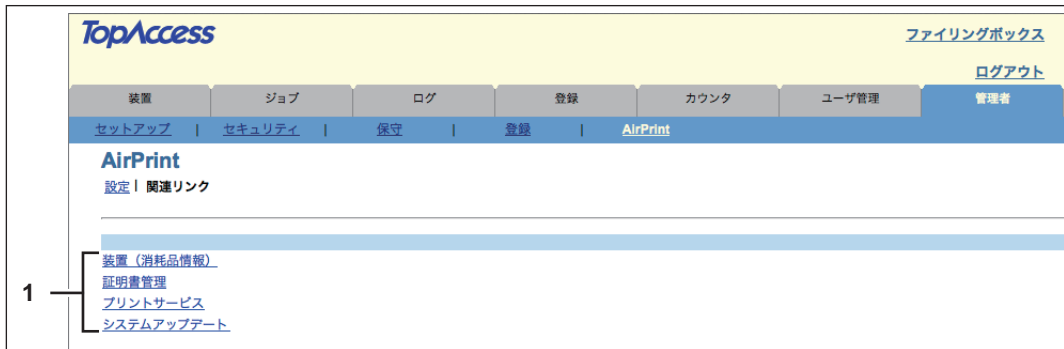 TopAccess
ファイリングボックス
ログアウト
装置 ジョブ ログ 登録 カウンタ ユーザ管理 管理者
セットアップ | セキュリティ | 保守 | 登録 | AirPrint
AirPrint
設定 | 関連リンク
装置（消耗品情報）
証明書管理
プリントサービス
システムアップデート
1